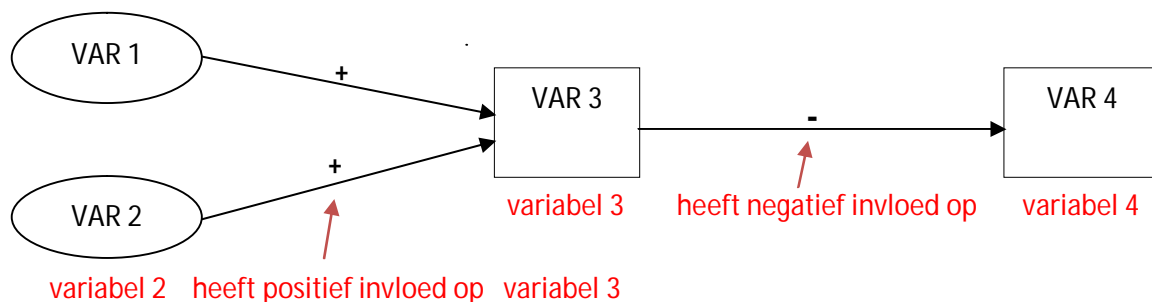 VAR 1
+
VAR 3
VAR 4
-
+
VAR 2
variabel 3 heeft negatief invloed op variabel 4
variabel 2 heeft positief invloed op variabel 3